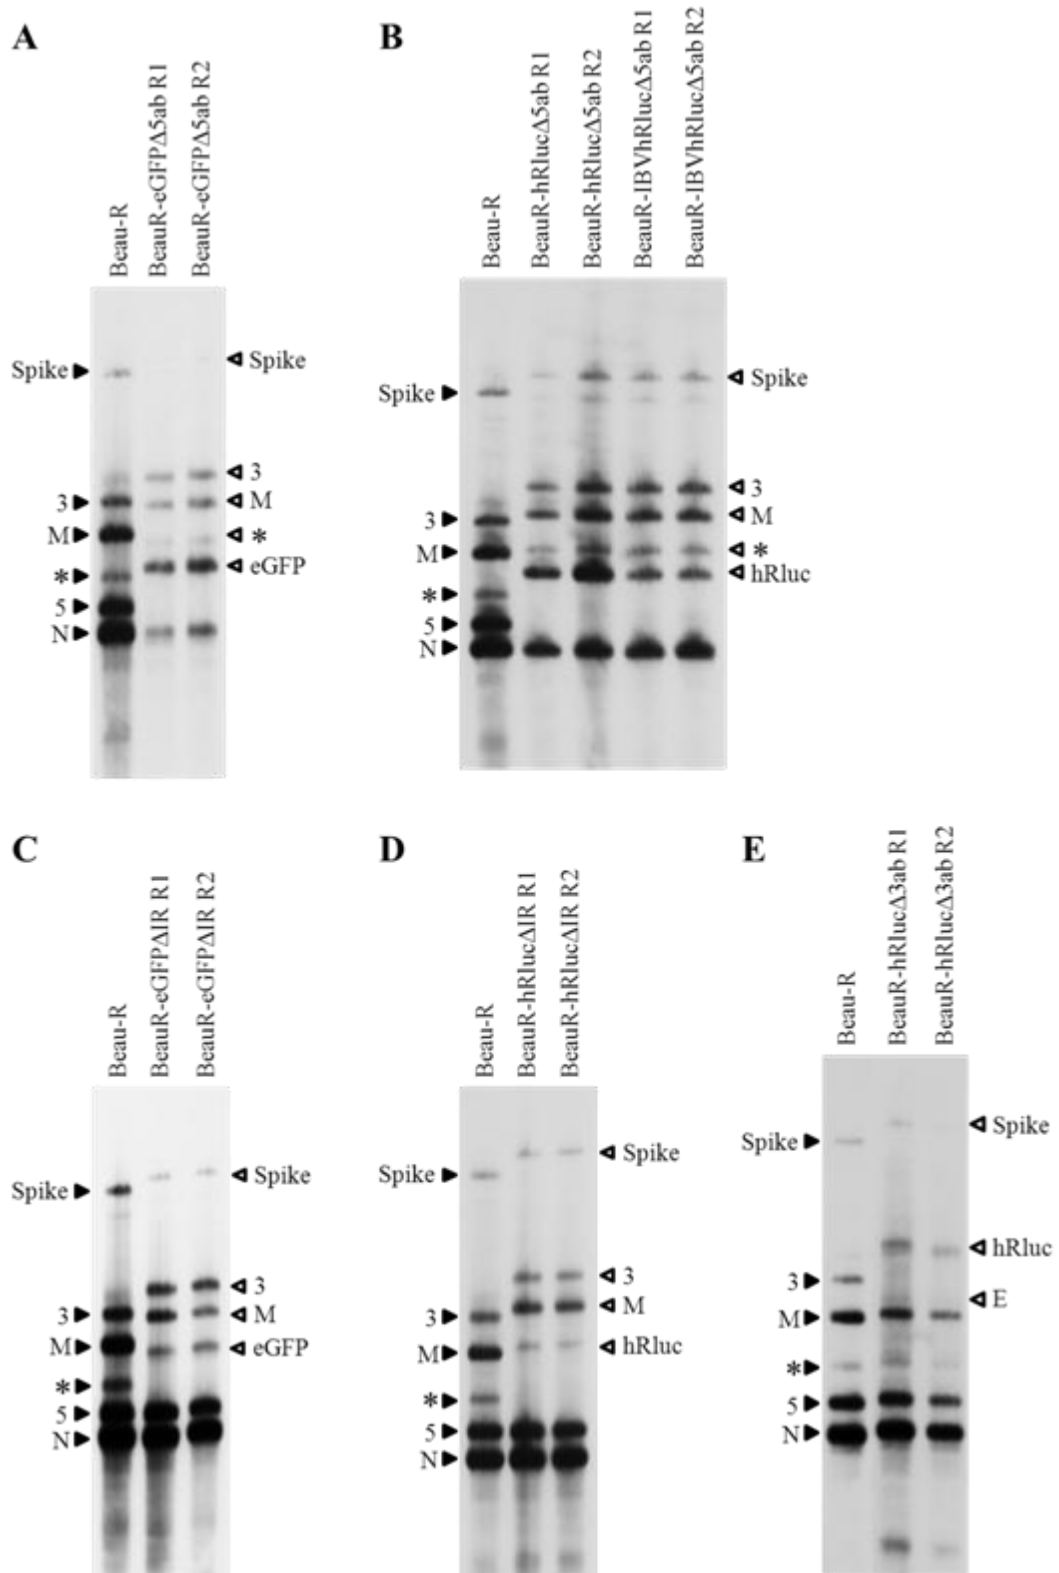 A
Beau-R
BeauR-eGFPΔ5ab R1
BeauR-eGFPΔ5ab R2
Spike
3
M
*
5
N
Spike
3
M
*
eGFP
B
Beau-R
BeauR-hRlucΔ5ab R1
BeauR-hRlucΔ5ab R2
BeauR-IBVhRlucΔ5ab R1
BeauR-IBVhRlucΔ5ab R2
Spike
3
M
*
5
N
Spike
3
M
*
hRluc
C
Beau-R
BeauR-eGFPΔIR R1
BeauR-eGFPΔIR R2
Spike
3
M
*
5
N
Spike
3
M
eGFP
D
Beau-R
BeauR-hRlucΔIR R1
BeauR-hRlucΔIR R2
Spike
3
M
*
5
N
Spike
3
M
hRluc
E
Beau-R
BeauR-hRlucΔ3ab R1
BeauR-hRlucΔ3ab R2
Spike
3
M
*
5
N
Spike
hRluc
E